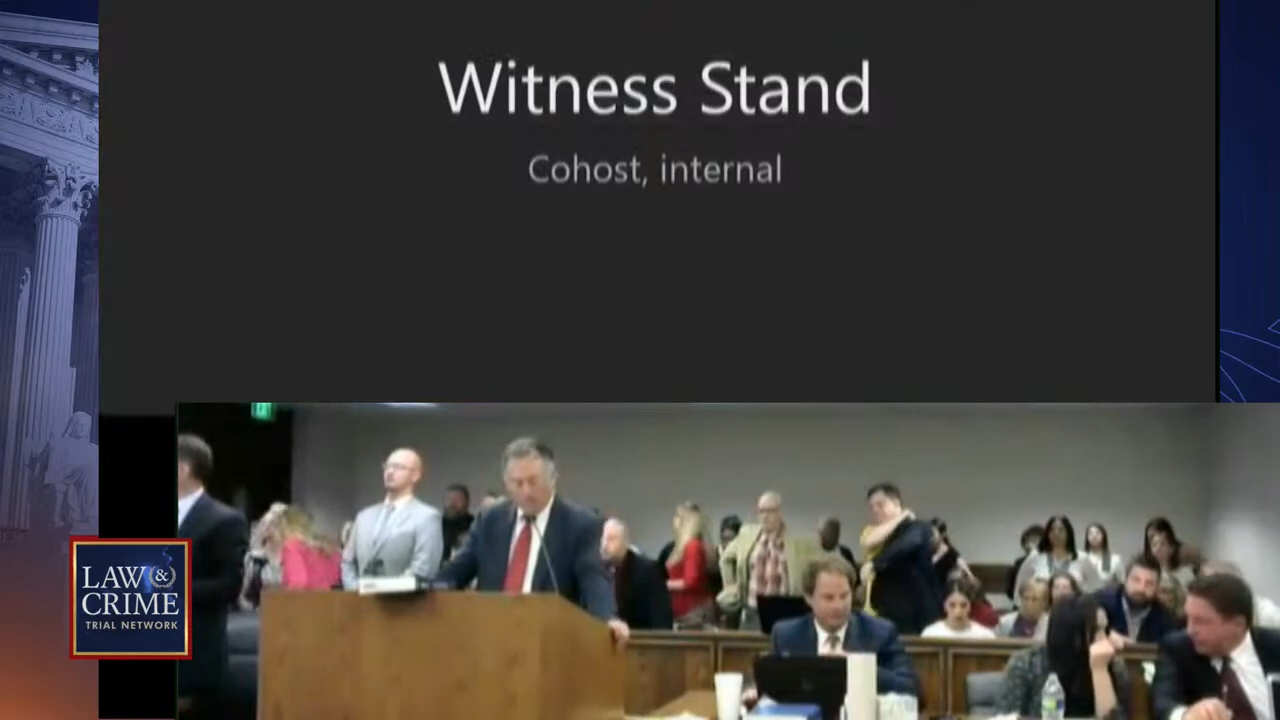 Witness Stand
Cohost, internal
LAW &
CRIME
TRIAL NETWORK